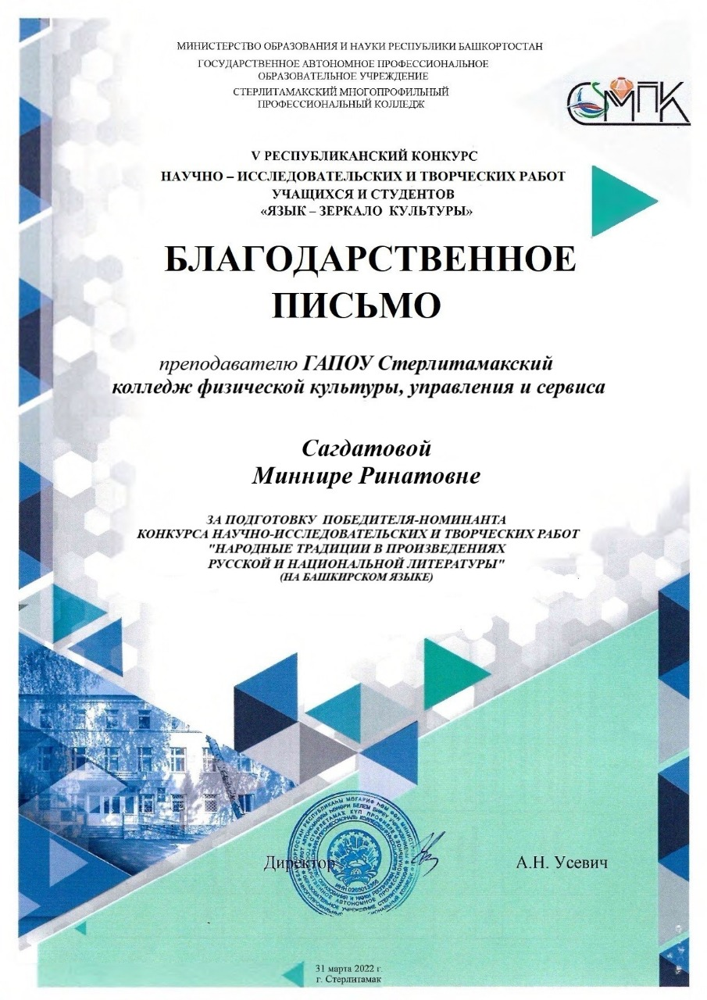 МИНИСТЕРСТВО ОБРАЗОВАНИЯ И НАУКИ РЕСПУБЛИКИ БАШКОРТОСТАН
ГОСУДАРСТВЕННОЕ АВТОНОМНОЕ ПРОФЕССИОНАЛЬНОЕ
ОБРАЗОВАТЕЛЬНОЕ УЧРЕЖДЕНИЕ
СТЕРЛИТАМАКСКИЙ МНОГОПРОФИЛЬНЫЙ
ПРОФЕССИОНАЛЬНЫЙ КОЛЛЕДЖ
СМПК
V РЕСПУБЛИКАНСКИЙ КОНКУРС
НАУЧНО – ИССЛЕДОВАТЕЛЬСКИХ И ТВОРЧЕСКИХ РАБОТ
УЧАЩИХСЯ И СТУДЕНТОВ
«ЯЗЫК – ЗЕРКАЛО КУЛЬТУРЫ»
БЛАГОДАРСТВЕННОЕ
ПИСЬМО
преподавателю ГАПОУ Стерлитамакский
колледж физической культуры, управления и сервиса
Сагдатовой
Миннире Ринатовне
ЗА ПОДГОТОВКУ ПОБЕДИТЕЛЯ-НОМИНАНТА
КОНКУРСА НАУЧНО-ИССЛЕДОВАТЕЛЬСКИХ И ТВОРЧЕСКИХ РАБОТ
"НАРОДНЫЕ ТРАДИЦИИ В ПРОИЗВЕДЕНИЯХ
РУССКОЙ И НАЦИОНАЛЬНОЙ ЛИТЕРАТУРЫ"
(НА БАШКИРСКОМ ЯЗЫКЕ)
Директор
А.Н. Усевич
31 марта 2022 г.
г. Стерлитамак